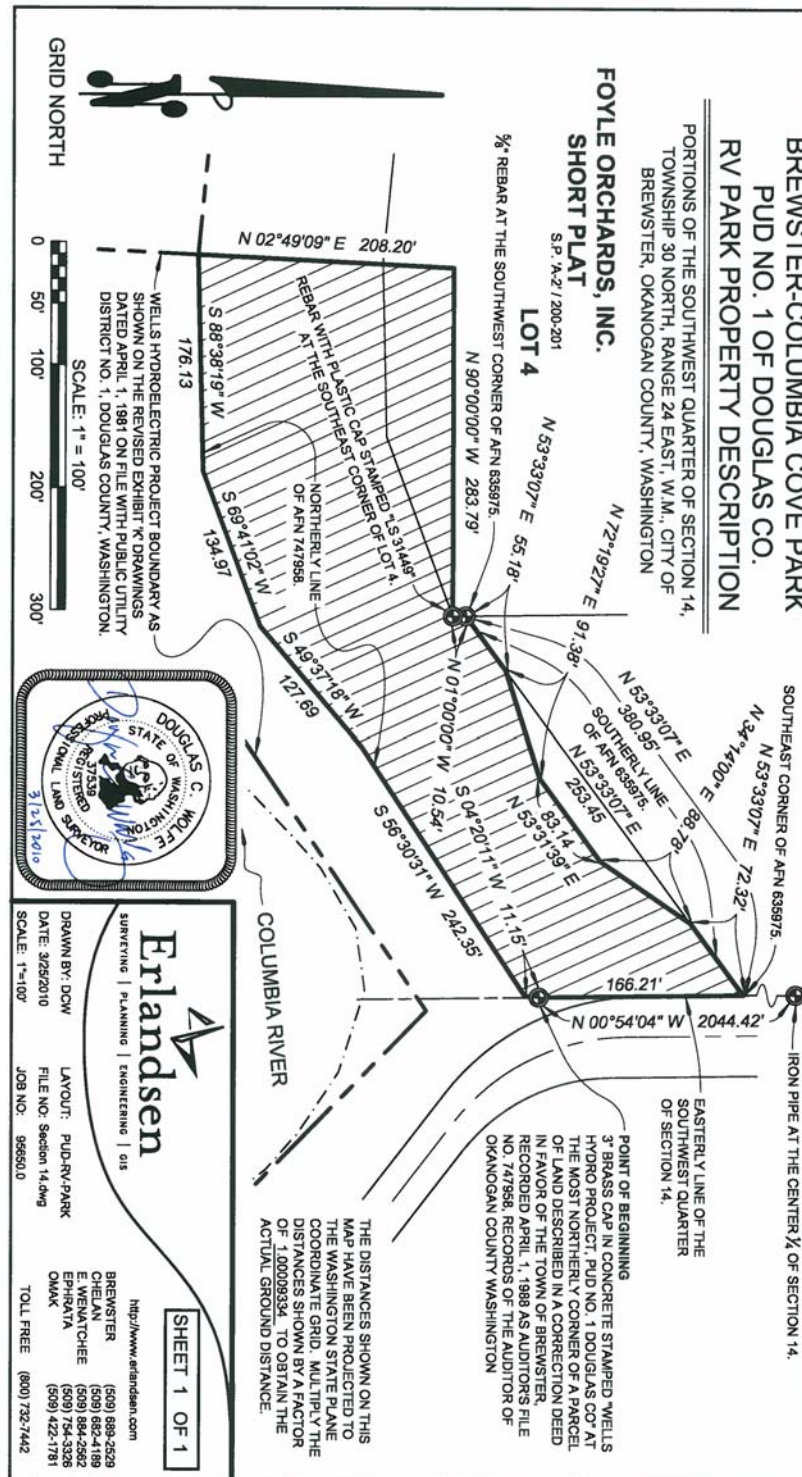 BREWSTER-COLUMBIA COVE PARK
PUD NO. 1 OF DOUGLAS CO.
RV PARK PROPERTY DESCRIPTION
PORTIONS OF THE SOUTHWEST QUARTER OF SECTION 14,
TOWNSHIP 30 NORTH, RANGE 24 EAST, W.M., CITY OF
BREWSTER, OKANOGAN COUNTY, WASHINGTON
FOYLE ORCHARDS, INC.
SHORT PLAT
S.P. 'A-2' / 2000-201
LOT 4
5/8" REBAR AT THE SOUTHWEST CORNER OF AFN 635975.
N 90°00'00" W 283.79'
N 53°33'07" E 55.18'
N 72°19'27" E 91.38'
N 53°33'07" E
380.95'
SOUTHERLY LINE
OF AFN 635975.
N 53°33'07" E
253.45
83.14
N 53°31'39" E
N 34°14'00" E 88.78'
N 53°33'07" E 72.32'
SOUTHEAST CORNER OF AFN 635975.
IRON PIPE AT THE CENTER ¼ OF SECTION 14.
N 00°54'04" W 2044.42'
166.21'
EASTERLY LINE OF THE
SOUTHWEST QUARTER
OF SECTION 14.
POINT OF BEGINNING
3" BRASS CAP IN CONCRETE STAMPED "WELLS
HYDRO PROJECT, PUD NO. 1 DOUGLAS CO" AT
THE MOST NORTHERLY CORNER OF A PARCEL
OF LAND DESCRIBED IN A CORRECTION DEED
IN FAVOR OF THE TOWN OF BREWSTER,
RECORDED APRIL 1, 1988 AS AUDITOR'S FILE
NO. 747958, RECORDS OF THE AUDITOR OF
OKANOGAN COUNTY WASHINGTON
N 01°00'00" W 10.54'
S 04°20'11" W 11.15'
REBAR WITH PLASTIC CAP STAMPED "LS 31449"
AT THE SOUTHEAST CORNER OF LOT 4.
NORTHERLY LINE
OF AFN 747958.
N 02°49'09" E 208.20'
S 88°38'19" W
176.13
S 69°41'02" W
134.97
S 49°37'18" W
127.69
S 56°30'31" W 242.35'
WELLS HYDROELECTRIC PROJECT BOUNDARY AS
SHOWN ON THE REVISED EXHIBIT 'K' DRAWINGS
DATED APRIL 1, 1981 ON FILE WITH PUBLIC UTILITY
DISTRICT NO. 1, DOUGLAS COUNTY, WASHINGTON.
GRID NORTH
0 50' 100' 200' 300'
SCALE: 1" = 100'
COLUMBIA RIVER
THE DISTANCES SHOWN ON THIS
MAP HAVE BEEN PROJECTED TO
THE WASHINGTON STATE PLANE
COORDINATE GRID. MULTIPLY THE
DISTANCES SHOWN BY A FACTOR
OF 1.00009334 TO OBTAIN THE
ACTUAL GROUND DISTANCE.
DOUGLAS C. WOLFE
STATE OF WASHINGTON
37539
REGISTERED
PROFESSIONAL LAND SURVEYOR
3/25/2010
Erlandsen
SURVEYING | PLANNING | ENGINEERING | GIS
DRAWN BY: DCW LAYOUT: PUD-RV-PARK
DATE: 3/25/2010 FILE NO: Section 14.dwg
SCALE: 1"=100' JOB NO: 95650.0
SHEET 1 OF 1
http://www.erlandsen.com
BREWSTER (509) 689-2529
CHELAN (509) 682-4189
E. WENATCHEE (509) 884-2562
EPHRATA (509) 754-3326
OMAK (509) 422-1781
TOLL FREE (800) 732-7442